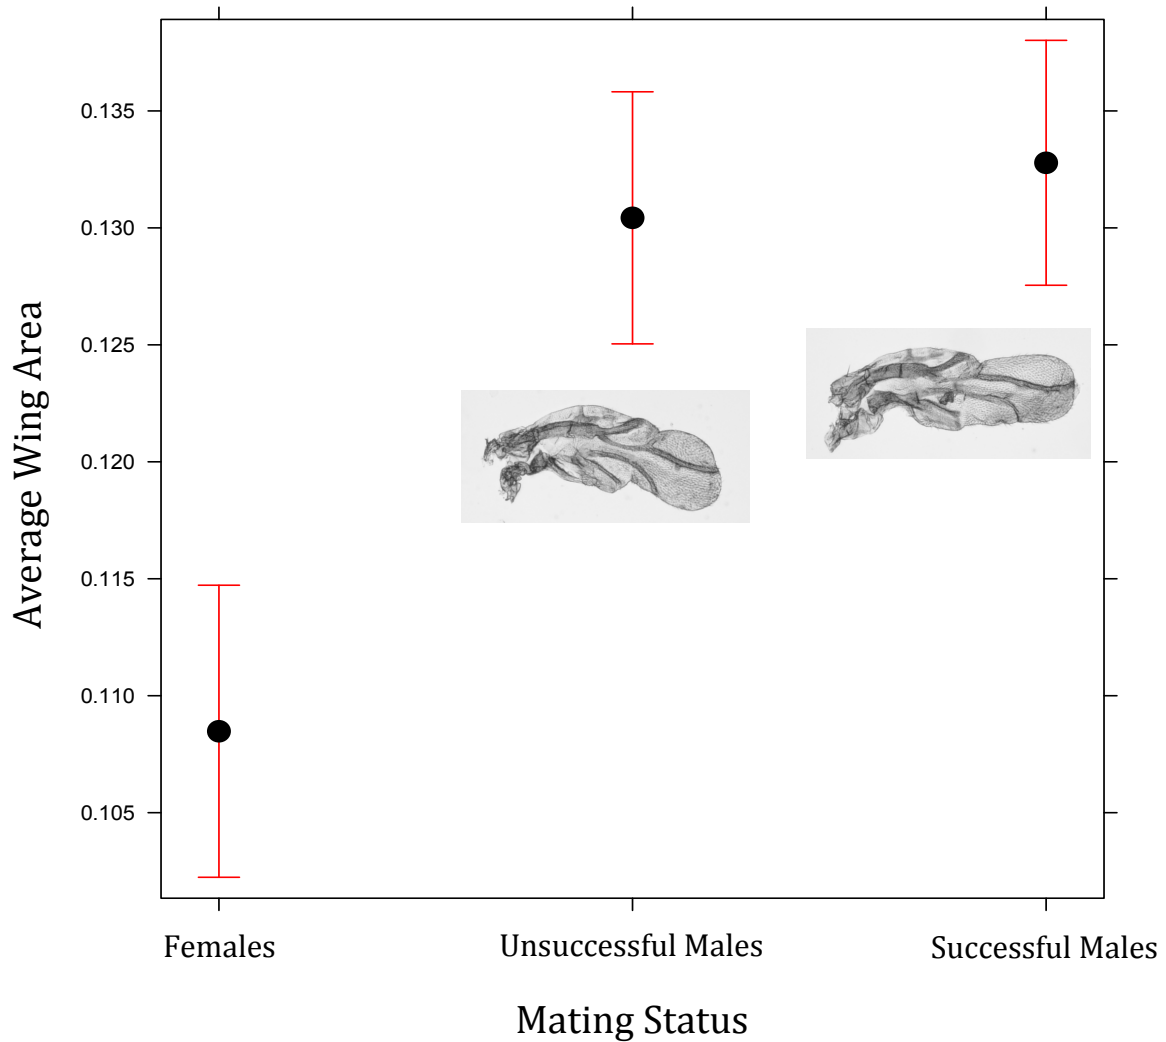 0.135
0.130
0.125
0.120
0.115
0.110
0.105
Average Wing Area
Females
Unsuccessful Males
Successful Males
Mating Status